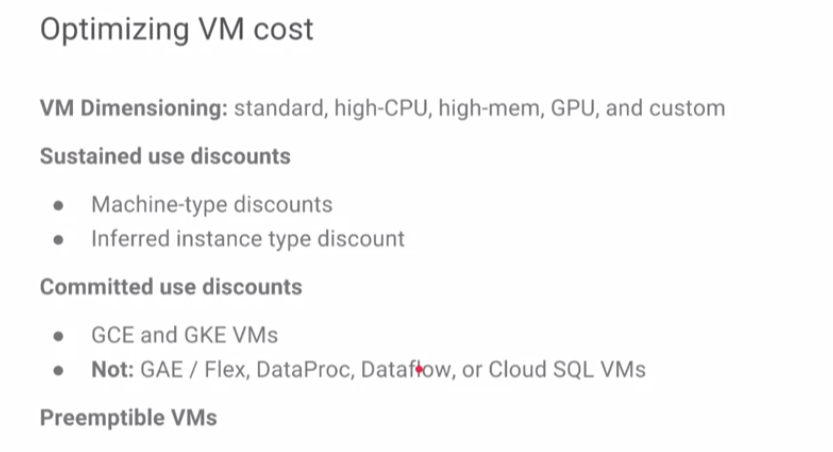 Optimizing VM cost
VM Dimensioning: standard, high-CPU, high-mem, GPU, and custom
Sustained use discounts
● Machine-type discounts
● Inferred instance type discount
Committed use discounts
● GCE and GKE VMs
● Not: GAE / Flex, DataProc, Dataflow, or Cloud SQL VMs
Preemptible VMs